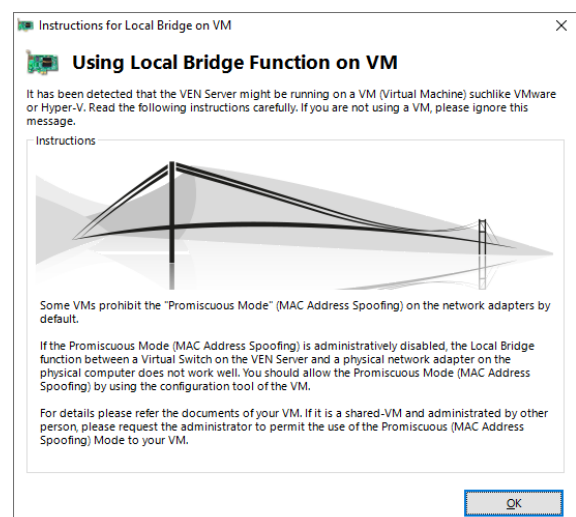 Instructions for Local Bridge on VM
Using Local Bridge Function on VM
It has been detected that the VEN Server might be running on a VM (Virtual Machine) suchlike VMware
or Hyper-V. Read the following instructions carefully. If you are not using a VM, please ignore this
message.
Instructions
Some VMs prohibit the "Promiscuous Mode" (MAC Address Spoofing) on the network adapters by
default.
If the Promiscuous Mode (MAC Address Spoofing) is administratively disabled, the Local Bridge
function between a Virtual Switch on the VEN Server and a physical network adapter on the
physical computer does not work well. You should allow the Promiscuous Mode (MAC Address
Spoofing) by using the configuration tool of the VM.
For details please refer the documents of your VM. If it is a shared-VM and administrated by other
person, please request the administrator to permit the use of the Promiscuous (MAC Address
Spoofing) Mode to your VM.
OK